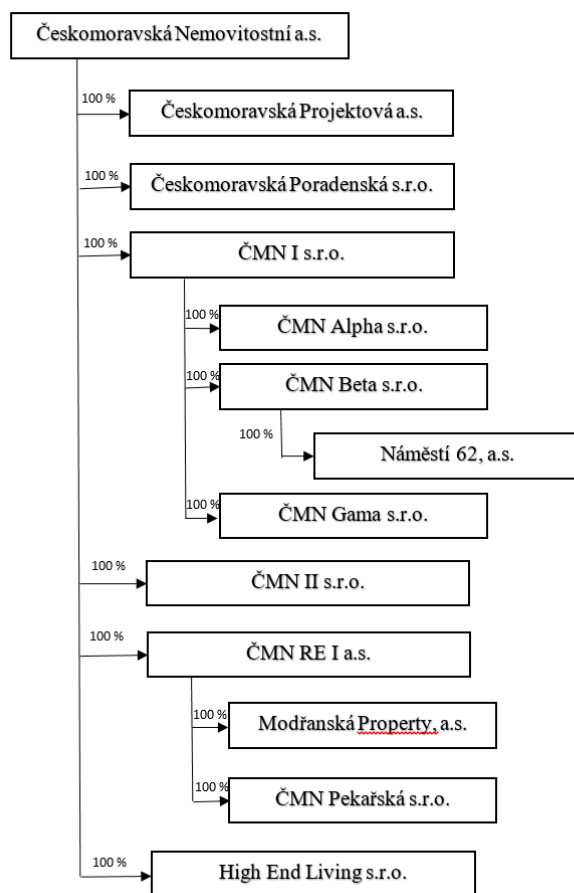 Českomoravská Nemovitostní a.s.
100 %
Českomoravská Projektová a.s.
100 %
Českomoravská Poradenská s.r.o.
100 %
ČMN I s.r.o.
100 %
ČMN Alpha s.r.o.
100 %
ČMN Beta s.r.o.
100 %
Náměstí 62, a.s.
100 %
ČMN Gama s.r.o.
100 %
ČMN II s.r.o.
100 %
ČMN RE I a.s.
100 %
Modřanská Property, a.s.
100 %
ČMN Pekařská s.r.o.
100 %
High End Living s.r.o.